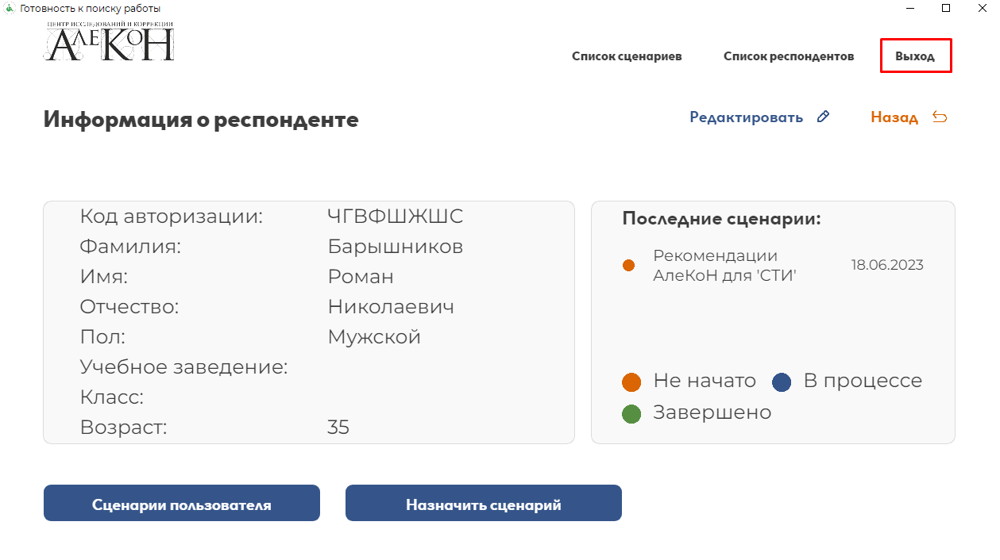 Готовность к поиску работы
ЦЕНТР ИССЛЕДОВАНИЙ И КОРРЕКЦИИ
АлеКоН
Список сценариев
Список респондентов
Выход
Информация о респонденте
Редактировать
Назад
Код авторизации: ЧГВФШЖШС
Фамилия: Барышников
Имя: Роман
Отчество: Николаевич
Пол: Мужской
Учебное заведение:
Класс:
Возраст: 35
Последние сценарии:
Рекомендации
АлеКоН для 'СТИ'
18.06.2023
Не начато
В процессе
Завершено
Сценарии пользователя
Назначить сценарий